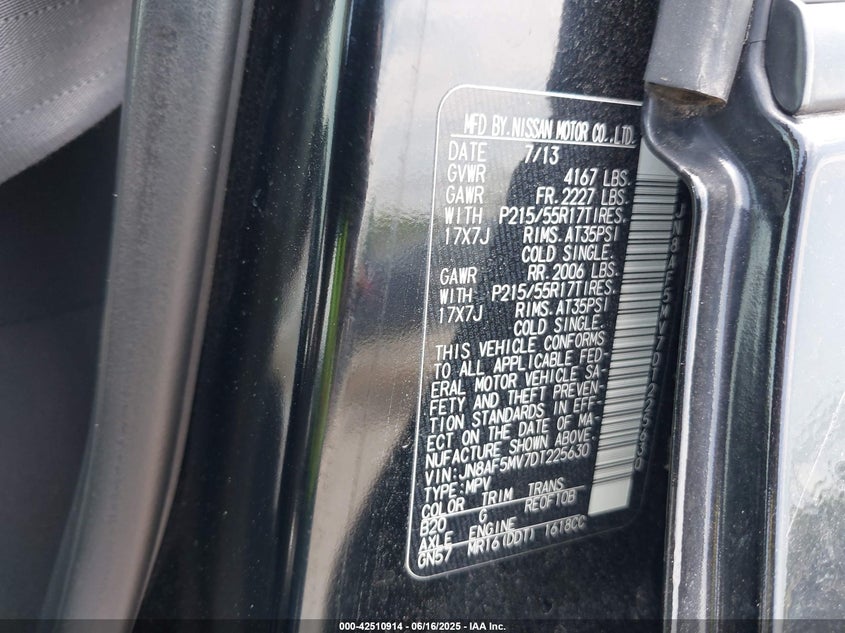 MFD BY. NISSAN MOTOR CO.,LTD.
DATE 7/13
GVWR 4167 LBS.
GAWR FR. 2227 LBS.
WITH P215/55R17TIRES.
17X7J RIMS. AT35PSI
COLD SINGLE.
GAWR RR. 2006 LBS.
WITH P215/55R17TIRES.
17X7J RIMS. AT35PSI
COLD SINGLE.
THIS VEHICLE CONFORMS
TO ALL APPLICABLE FED-
ERAL MOTOR VEHICLE SA-
FETY AND THEFT PREVEN-
TION STANDARDS IN EFF-
ECT ON THE DATE OF MA-
NUFACTURE SHOWN ABOVE.
VIN: JN8AF5MV7DT225630
TYPE: MPV
COLOR TRIM TRANS
B20 G RE0F10B
AXLE ENGINE
GN57 MR16(DDT) 1618CC
JN8AF5MV7DT225630
000-42510914 - 06/16/2025 - IAA Inc.